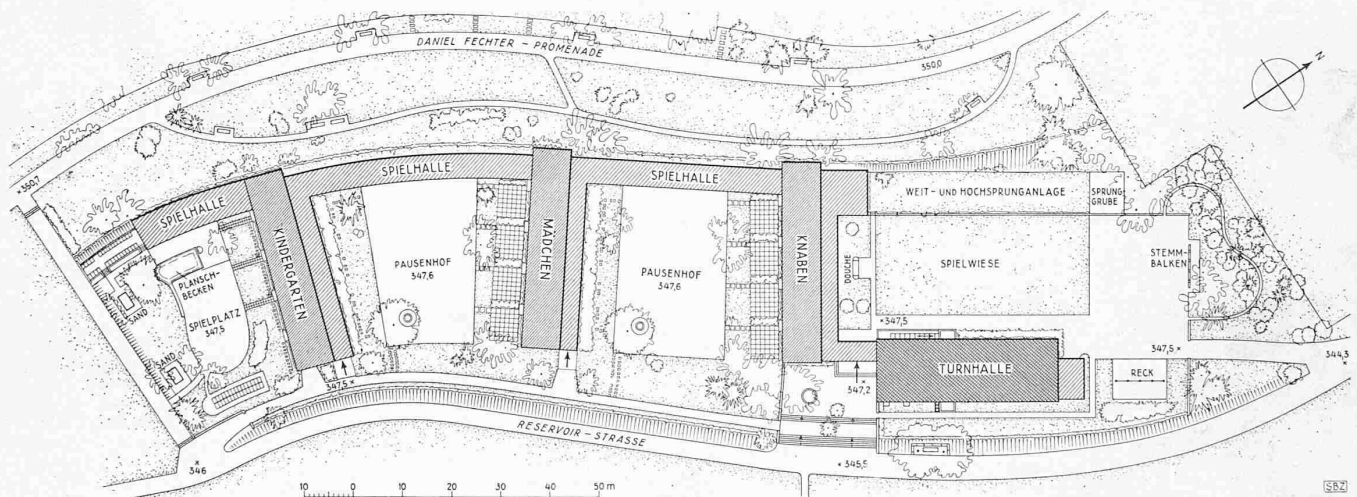 DANIEL FECHTER - PROMENADE
350,0
N
350,7
SPIELHALLE
KINDERGARTEN
SPIELHALLE
MÄDCHEN
SPIELHALLE
KNABEN
WEIT- UND HOCHSPRUNGANLAGE
SPRUNG-
GRUBE
PLANSCH-
BECKEN
SAND
SPIELPLATZ
347,5
SAND
PAUSENHOF
347,6
PAUSENHOF
347,6
DOUCHE
SPIELWIESE
STEMM-
BALKEN
347,5
347,5
347,5
344,3
347,2
TURNHALLE
RECK
RESERVOIR-STRASSE
346
345,5
10 0 10 20 30 40 50 m
SBZ